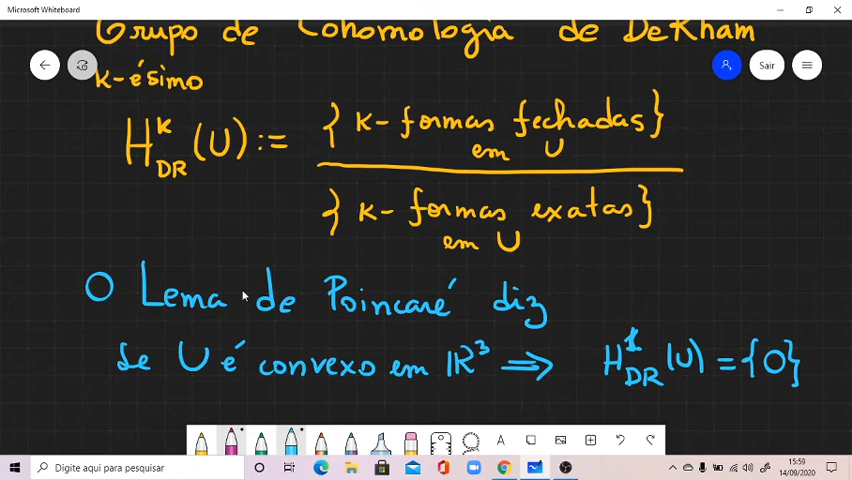 Microsoft Whiteboard
Grupo de Cohomologia de DeRham
k-ésimo
Sair
H^k_DR (U) := {k-formas fechadas} em U
{k-formas exatas} em U
O Lema de Poincaré diz
se U é convexo em ℝ³ ⟹ H^1_DR (U) = {0}
A
Digite aqui para pesquisar
15:59
14/09/2020